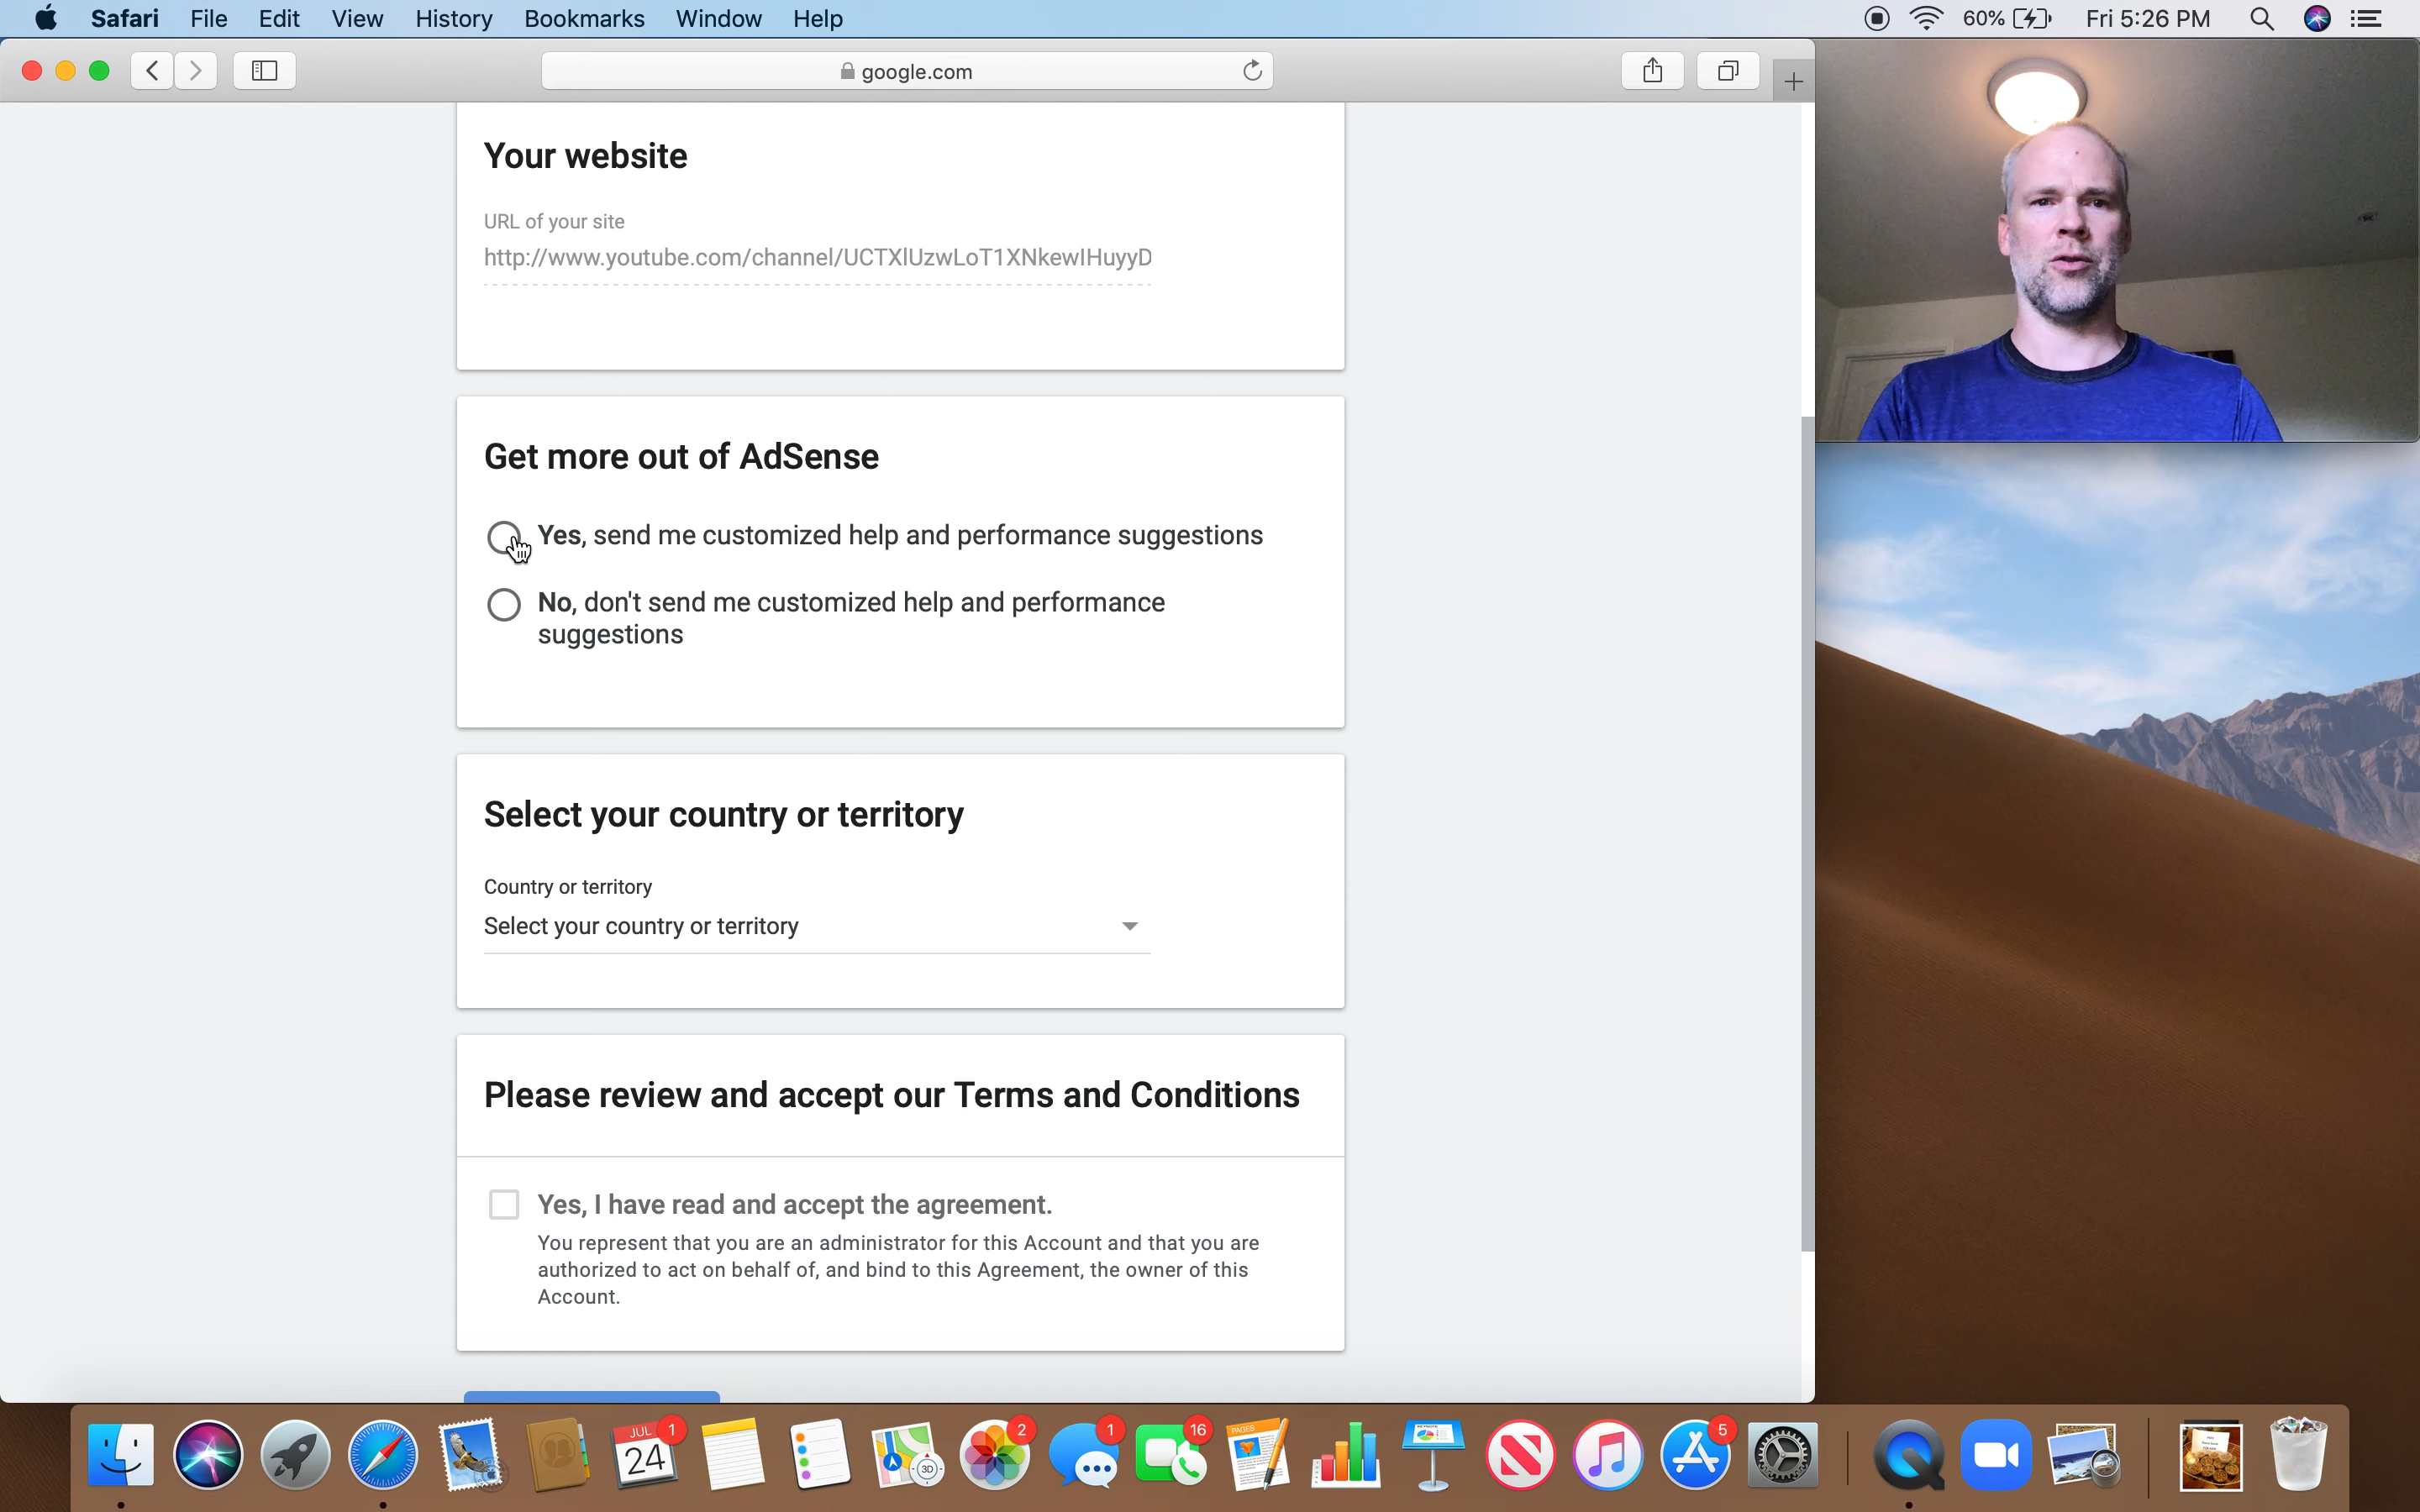 Safari File Edit View History Bookmarks Window Help
60% Fri 5:26 PM
google.com
Your website
URL of your site
http://www.youtube.com/channel/UCTXlUzwLoT1XNkewIHuyyD
Get more out of AdSense
Yes, send me customized help and performance suggestions
No, don't send me customized help and performance
suggestions
Select your country or territory
Country or territory
Select your country or territory
Please review and accept our Terms and Conditions
Yes, I have read and accept the agreement.
You represent that you are an administrator for this Account and that you are
authorized to act on behalf of, and bind to this Agreement, the owner of this
Account.
JUL 1
24
3D
2
1
16
PAGES
5